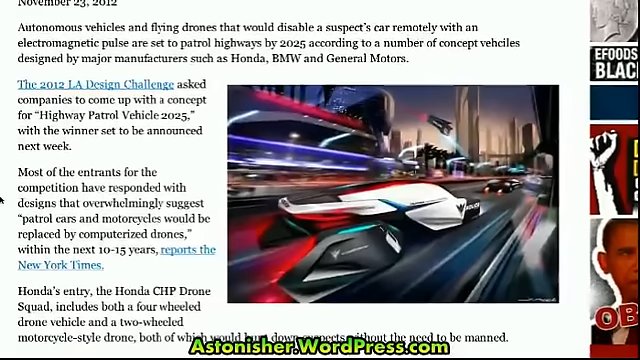 November 23, 2012
Autonomous vehicles and flying drones that would disable a suspect's car remotely with an
electromagnetic pulse are set to patrol highways by 2025 according to a number of concept vehciles
designed by major manufacturers such as Honda, BMW and General Motors.
The 2012 LA Design Challenge asked
companies to come up with a concept
for “Highway Patrol Vehicle 2025,”
with the winner set to be announced
next week.
Most of the entrants for the
competition have responded with
designs that overwhelmingly suggest
“patrol cars and motorcycles would be
replaced by computerized drones,”
within the next 10-15 years, reports the
New York Times.
Honda's entry, the Honda CHP Drone
Squad, includes both a four wheeled
drone vehicle and a two-wheeled
motorcycle-style drone, both of which would hunt down suspects without the need to be manned.
Astonisher.WordPress.com
EFOODS
BLAC
OB